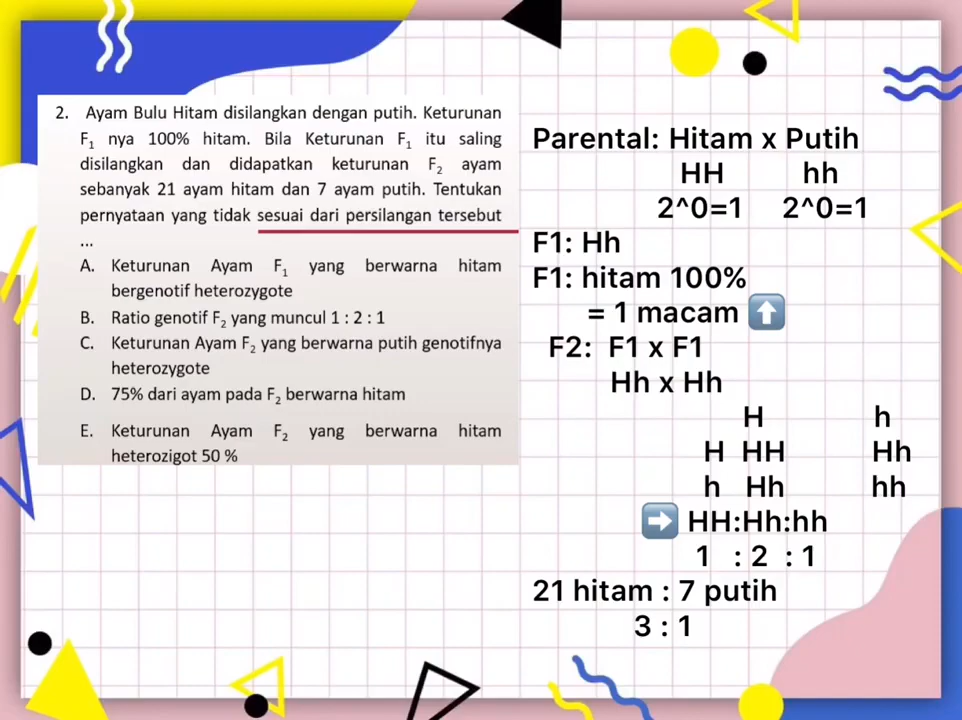 2. Ayam Bulu Hitam disilangkan dengan putih. Keturunan
F₁ nya 100% hitam. Bila Keturunan F₁ itu saling
disilangkan dan didapatkan keturunan F₂ ayam
sebanyak 21 ayam hitam dan 7 ayam putih. Tentukan
pernyataan yang tidak sesuai dari persilangan tersebut
...
A. Keturunan Ayam F₁ yang berwarna hitam
bergenotif heterozygote
B. Ratio genotif F₂ yang muncul 1 : 2 : 1
C. Keturunan Ayam F₂ yang berwarna putih genotifnya
heterozygote
D. 75% dari ayam pada F₂ berwarna hitam
E. Keturunan Ayam F₂ yang berwarna hitam
heterozigot 50 %
Parental: Hitam x Putih
HH hh
2^0=1 2^0=1
F1: Hh
F1: hitam 100%
= 1 macam ⬆️
F2: F1 x F1
Hh x Hh
H h
H HH Hh
h Hh hh
➡️ HH:Hh:hh
1 : 2 : 1
21 hitam : 7 putih
3 : 1